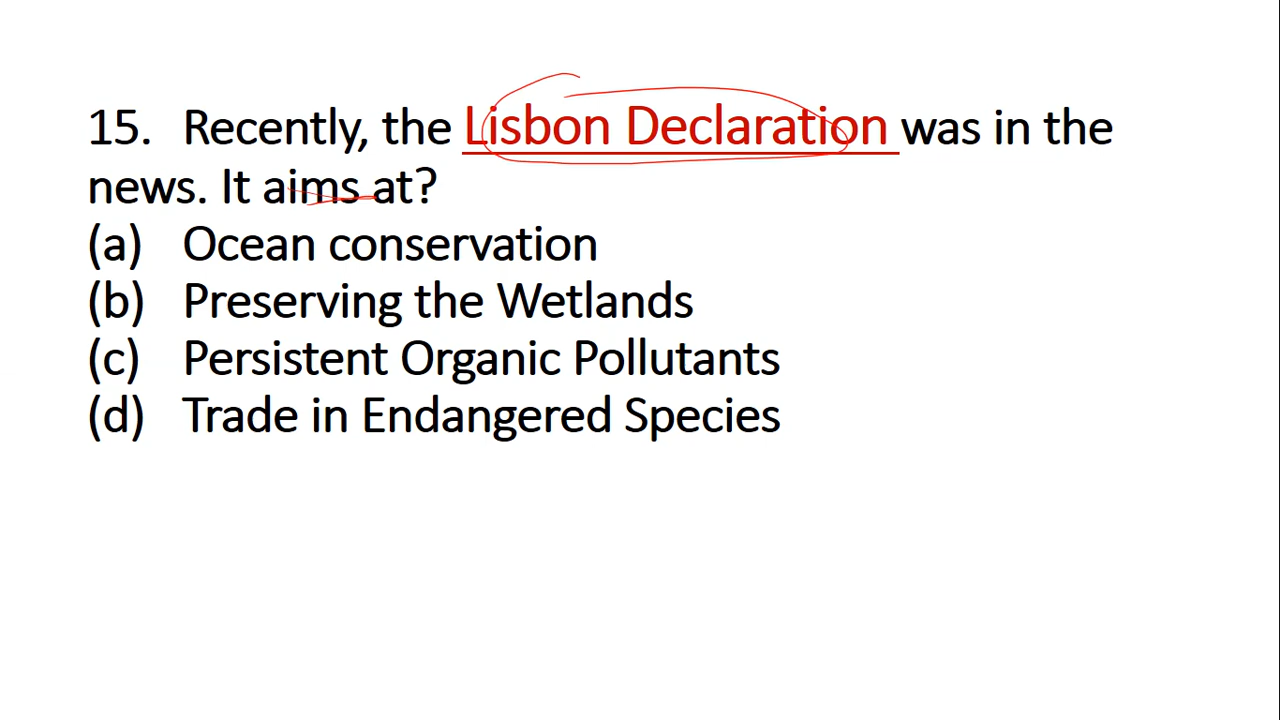 15. Recently, the Lisbon Declaration was in the
news. It aims at?
(a) Ocean conservation
(b) Preserving the Wetlands
(c) Persistent Organic Pollutants
(d) Trade in Endangered Species